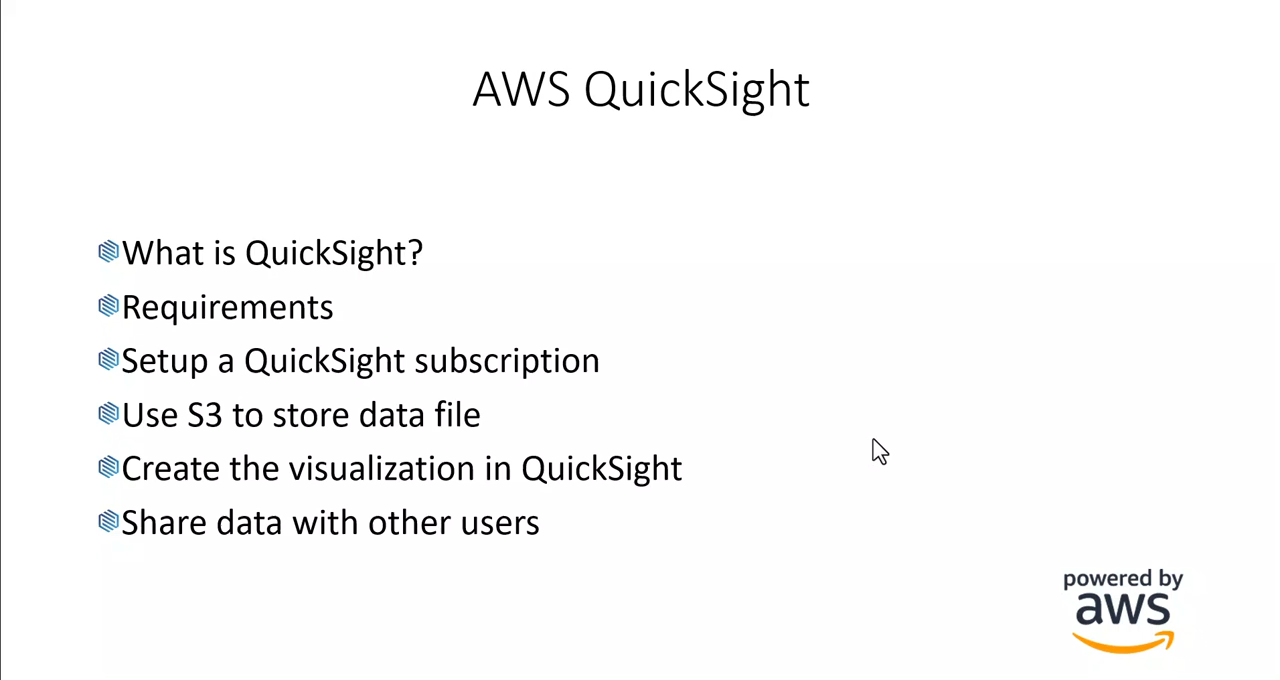 AWS QuickSight
What is QuickSight?
Requirements
Setup a QuickSight subscription
Use S3 to store data file
Create the visualization in QuickSight
Share data with other users
powered by
aws